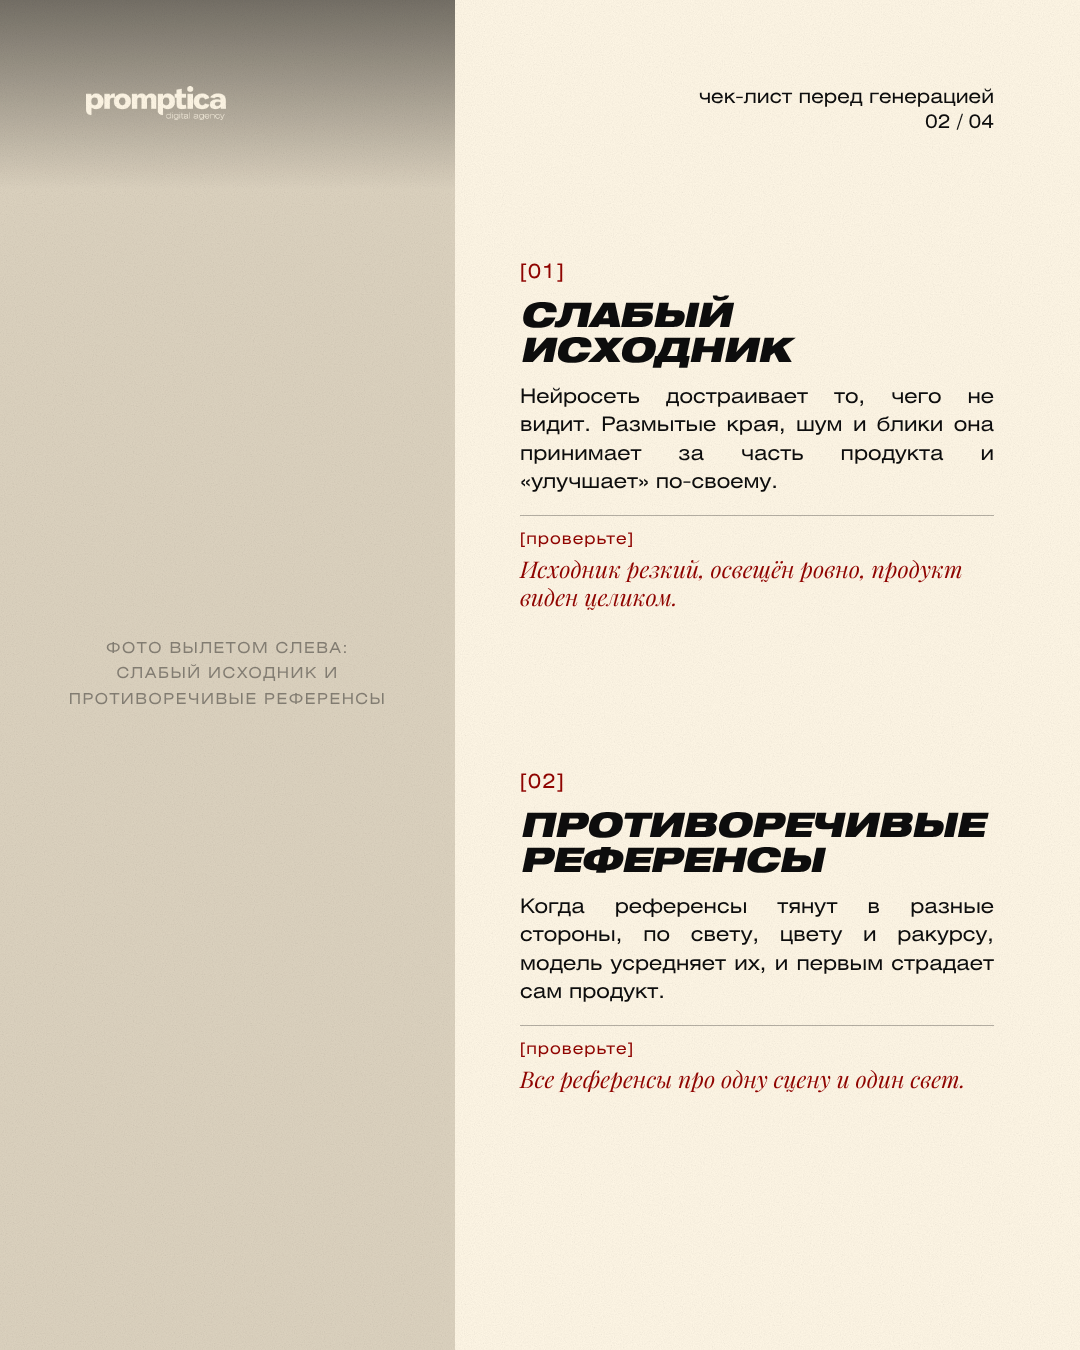 promptica
digital agency
чек-лист перед генерацией
02 / 04
ФОТО ВЫЛЕТОМ СЛЕВА:
СЛАБЫЙ ИСХОДНИК И
ПРОТИВОРЕЧИВЫЕ РЕФЕРЕНСЫ
[01]
СЛАБЫЙ
ИСХОДНИК
Нейросеть достраивает то, чего не
видит. Размытые края, шум и блики она
принимает за часть продукта и
«улучшает» по-своему.
[проверьте]
Исходник резкий, освещён ровно, продукт
виден целиком.
[02]
ПРОТИВОРЕЧИВЫЕ
РЕФЕРЕНСЫ
Когда референсы тянут в разные
стороны, по свету, цвету и ракурсу,
модель усредняет их, и первым страдает
сам продукт.
[проверьте]
Все референсы про одну сцену и один свет.